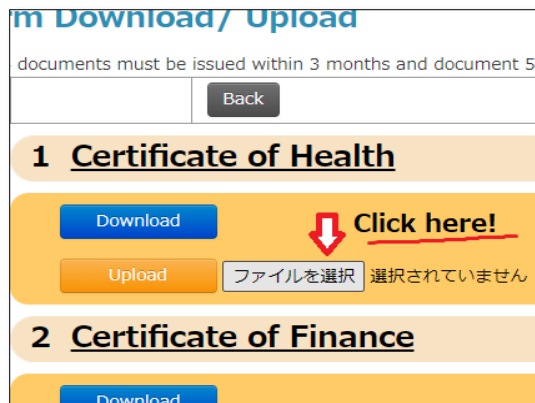 rm Download/ Upload
documents must be issued within 3 months and document 5
Back
1 Certificate of Health
Download
Click here!
Upload ファイルを選択 選択されていません
2 Certificate of Finance
Download